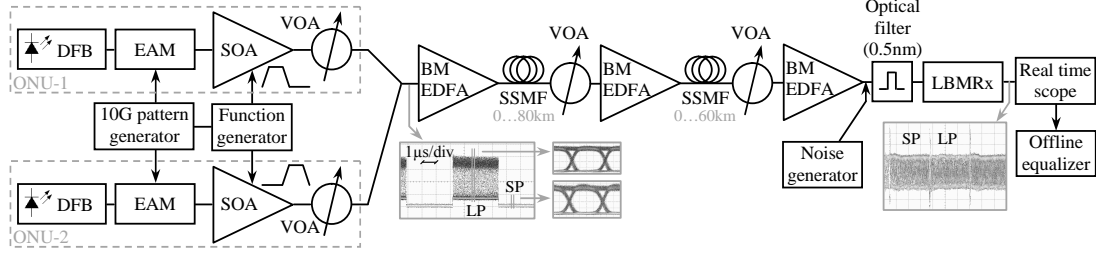 DFB
EAM
SOA
VOA
ONU-1
10G pattern
generator
Function
generator
DFB
EAM
SOA
VOA
ONU-2
BM
EDFA
SSMF
0...80km
VOA
BM
EDFA
SSMF
0...60km
VOA
BM
EDFA
Optical
filter
(0.5nm)
LBMRx
Real time
scope
Offline
equalizer
Noise
generator
1μs/div
SP
LP
SP LP